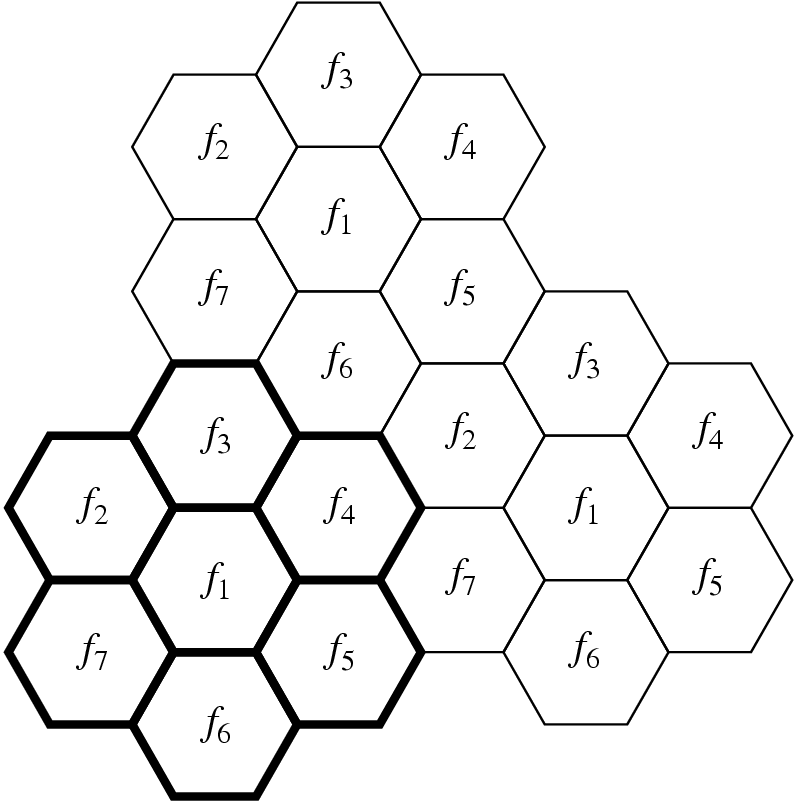 f₃
f₂ f₄
f₁
f₇ f₅
f₆ f₃
f₃ f₂ f₄
f₂ f₄ f₁
f₁ f₇ f₅
f₇ f₅ f₆
f₆